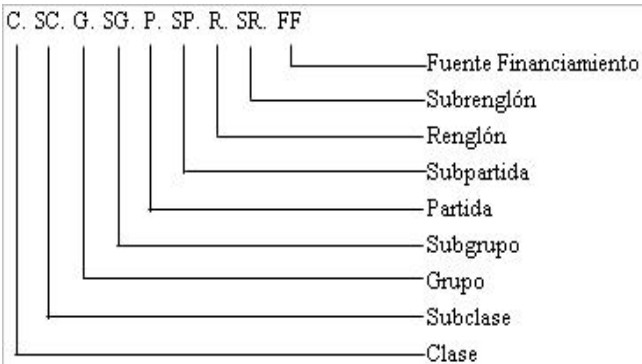 C. SC. G. SG. P. SP. R. SR. FF
Fuente Financiamiento
Subrenglón
Renglón
Subpartida
Partida
Subgrupo
Grupo
Subclase
Clase